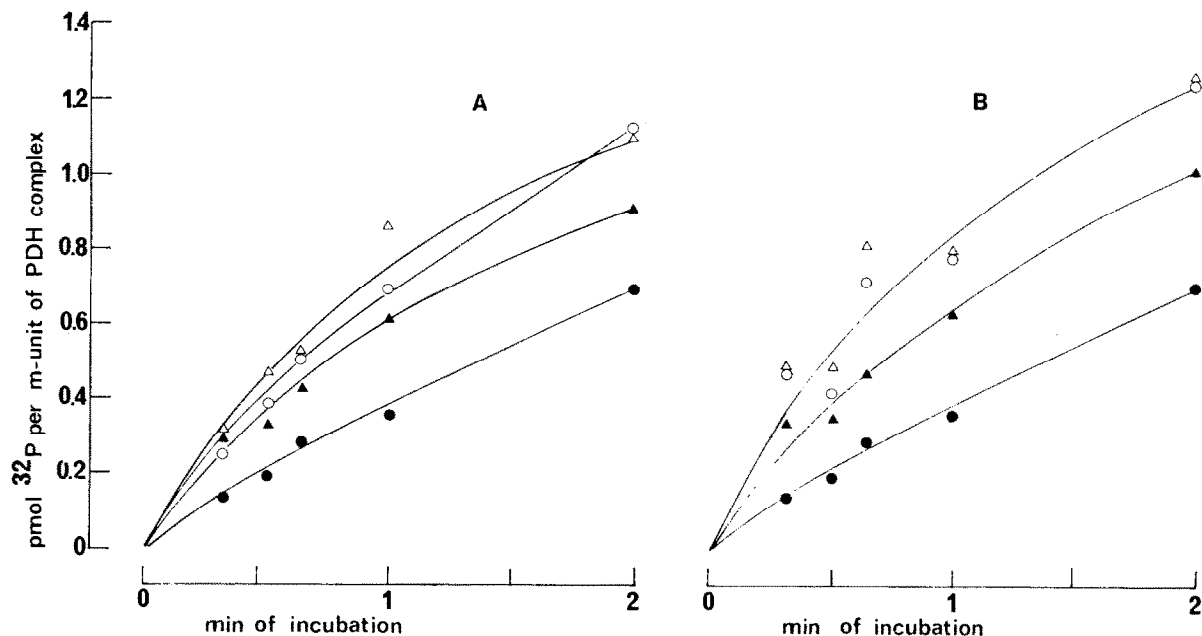 1.4
1.2
1.0
0.8
0.6
0.4
0.2
0
pmol 32P per m-unit of PDH complex
A
B
0 1 2
min of incubation
0 1 2
min of incubation